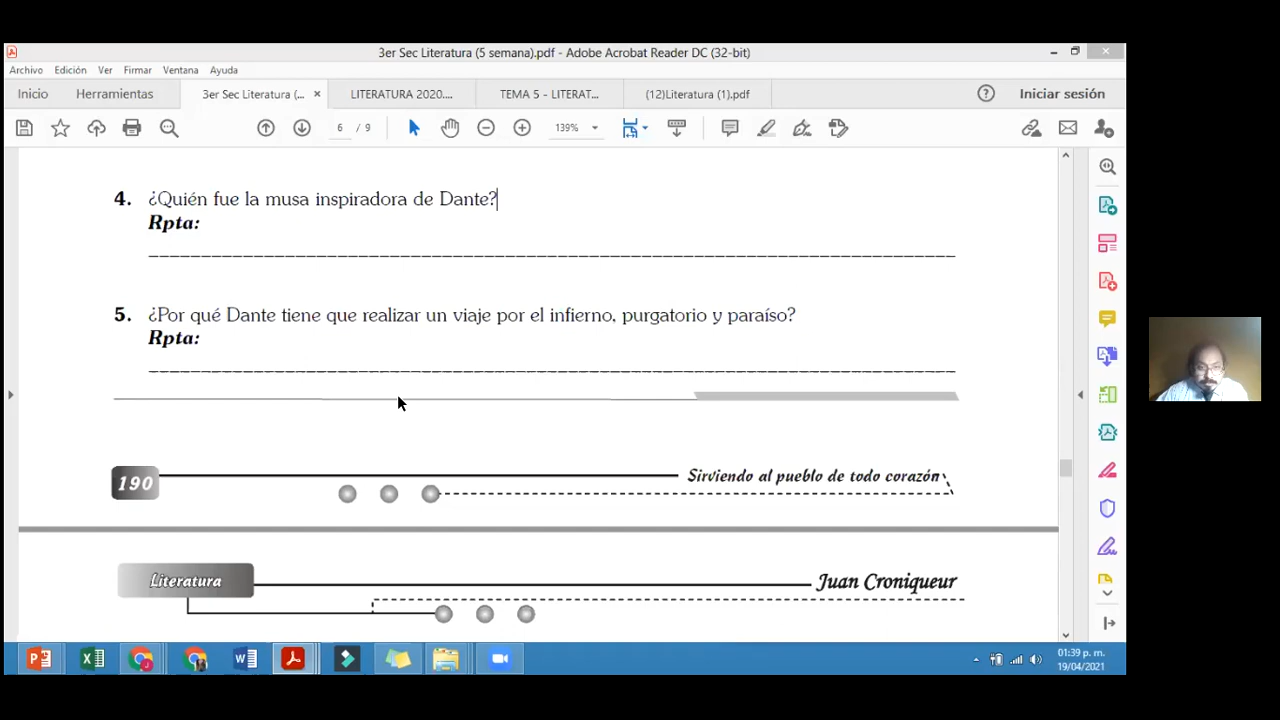 3er Sec Literatura (5 semana).pdf - Adobe Acrobat Reader DC (32-bit)
Archivo Edición Ver Firmar Ventana Ayuda
Inicio Herramientas 3er Sec Literatura (... × LITERATURA 2020.... TEMA 5 - LITERAT... (12)Literatura (1).pdf Iniciar sesión
6 / 9 139%
4. ¿Quién fue la musa inspiradora de Dante?
Rpta:
5. ¿Por qué Dante tiene que realizar un viaje por el infierno, purgatorio y paraíso?
Rpta:
190 Sirviendo al pueblo de todo corazón
Literatura Juan Croniqueur
01:39 p. m.
19/04/2021